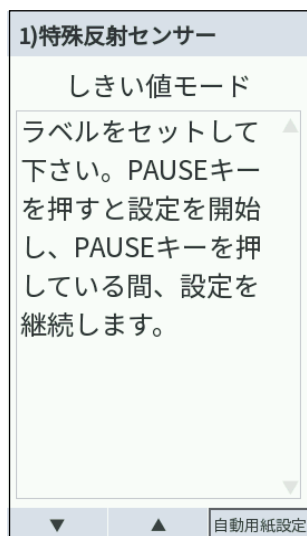 1)特殊反射センサー
しきい値モード
ラベルをセットして
下さい。PAUSEキー
を押すと設定を開始
し、PAUSEキーを押
している間、設定を
継続します。
▼ ▲ 自動用紙設定